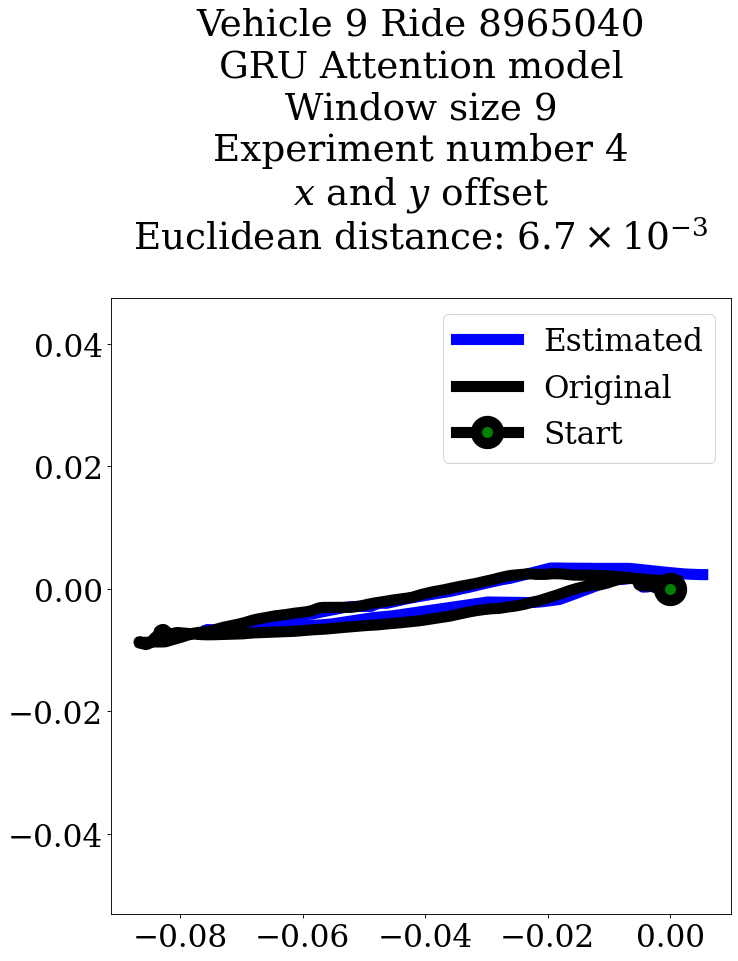 Vehicle 9 Ride 8965040
GRU Attention model
Window size 9
Experiment number 4
x and y offset
Euclidean distance: 6.7 × 10⁻³
Estimated
Original
Start
0.04
0.02
0.00
−0.02
−0.04
−0.08 −0.06 −0.04 −0.02 0.00